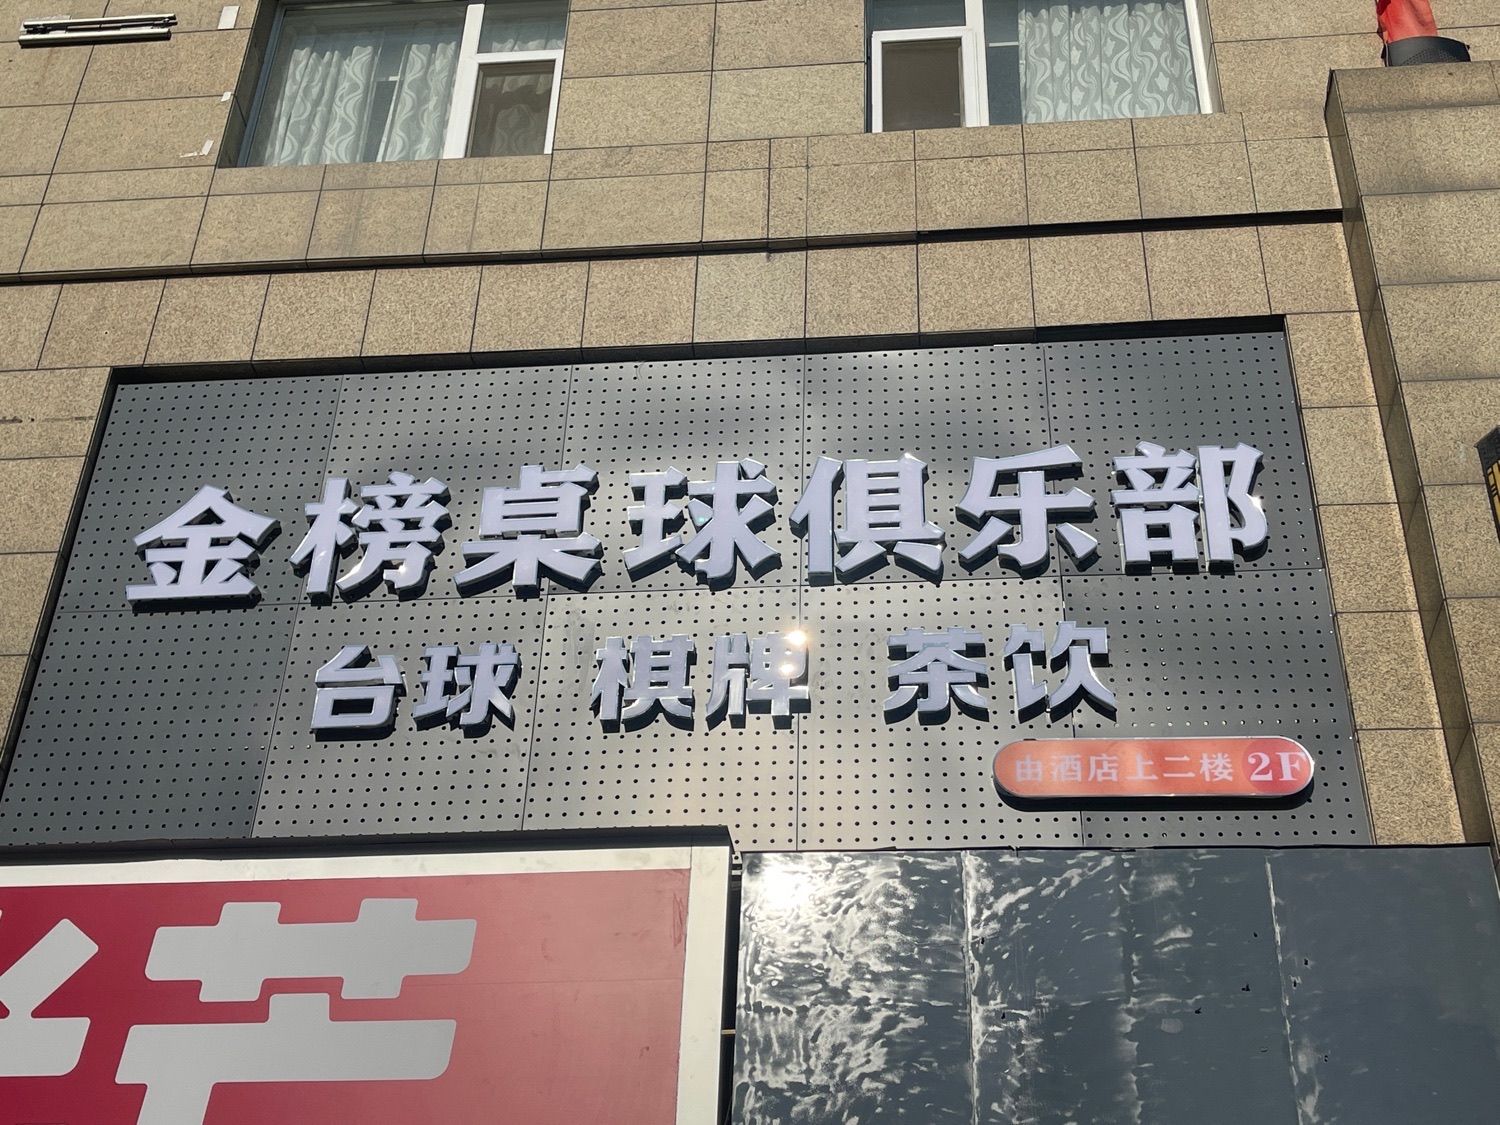 金榜桌球俱乐部
台球 棋牌 茶饮
由酒店上二楼 2F